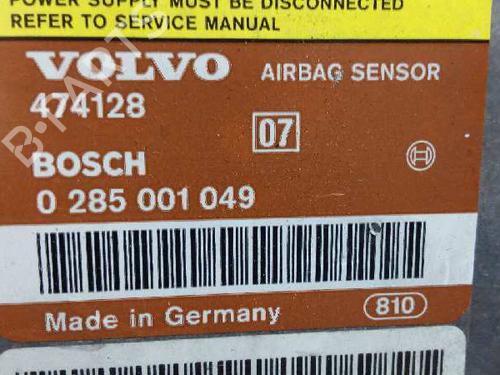 POWER SUPPLY MUST BE DISCONNECTED
REFER TO SERVICE MANUAL
VOLVO AIRBAG SENSOR
474128
07
BOSCH
0 285 001 049
Made in Germany 810
B-PARTS